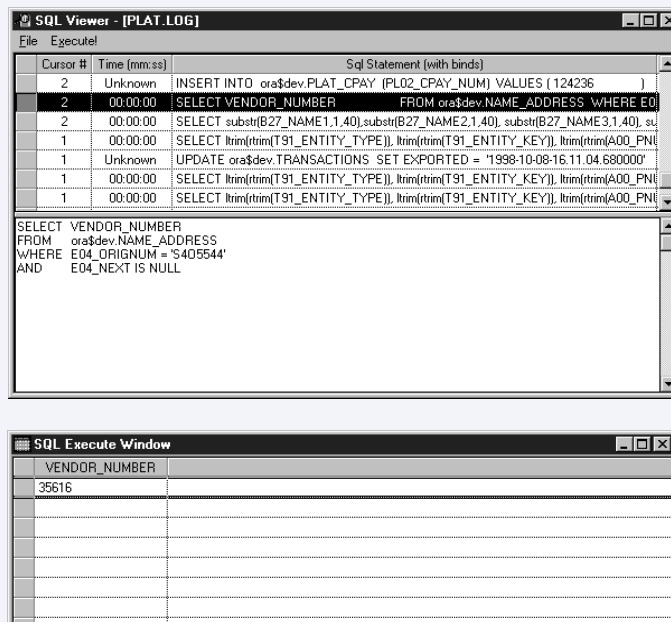 SQL Viewer - [PLAT.LOG]
File Execute!
Cursor # Time (mm:ss) Sql Statement (with binds)
2 Unknown INSERT INTO ora$dev.PLAT_CPAY (PL02_CPAY_NUM) VALUES ( 124236 )
2 00:00:00 SELECT VENDOR_NUMBER FROM ora$dev.NAME_ADDRESS WHERE E0
2 00:00:00 SELECT substr(B27_NAME1,1,40),substr(B27_NAME2,1,40), substr(B27_NAME3,1,40), su
1 00:00:00 SELECT ltrim(rtrim(T91_ENTITY_TYPE)), ltrim(rtrim(T91_ENTITY_KEY)), ltrim(rtrim(A00_PNU
1 Unknown UPDATE ora$dev.TRANSACTIONS SET EXPORTED = '1998-10-08-16.11.04.680000'
1 00:00:00 SELECT ltrim(rtrim(T91_ENTITY_TYPE)), ltrim(rtrim(T91_ENTITY_KEY)), ltrim(rtrim(A00_PNU
1 00:00:00 SELECT ltrim(rtrim(T91_ENTITY_TYPE)), ltrim(rtrim(T91_ENTITY_KEY)), ltrim(rtrim(A00_PNU
SELECT VENDOR_NUMBER
FROM ora$dev.NAME_ADDRESS
WHERE E04_ORIGNUM = 'S405544'
AND E04_NEXT IS NULL
SQL Execute Window
VENDOR_NUMBER
35616